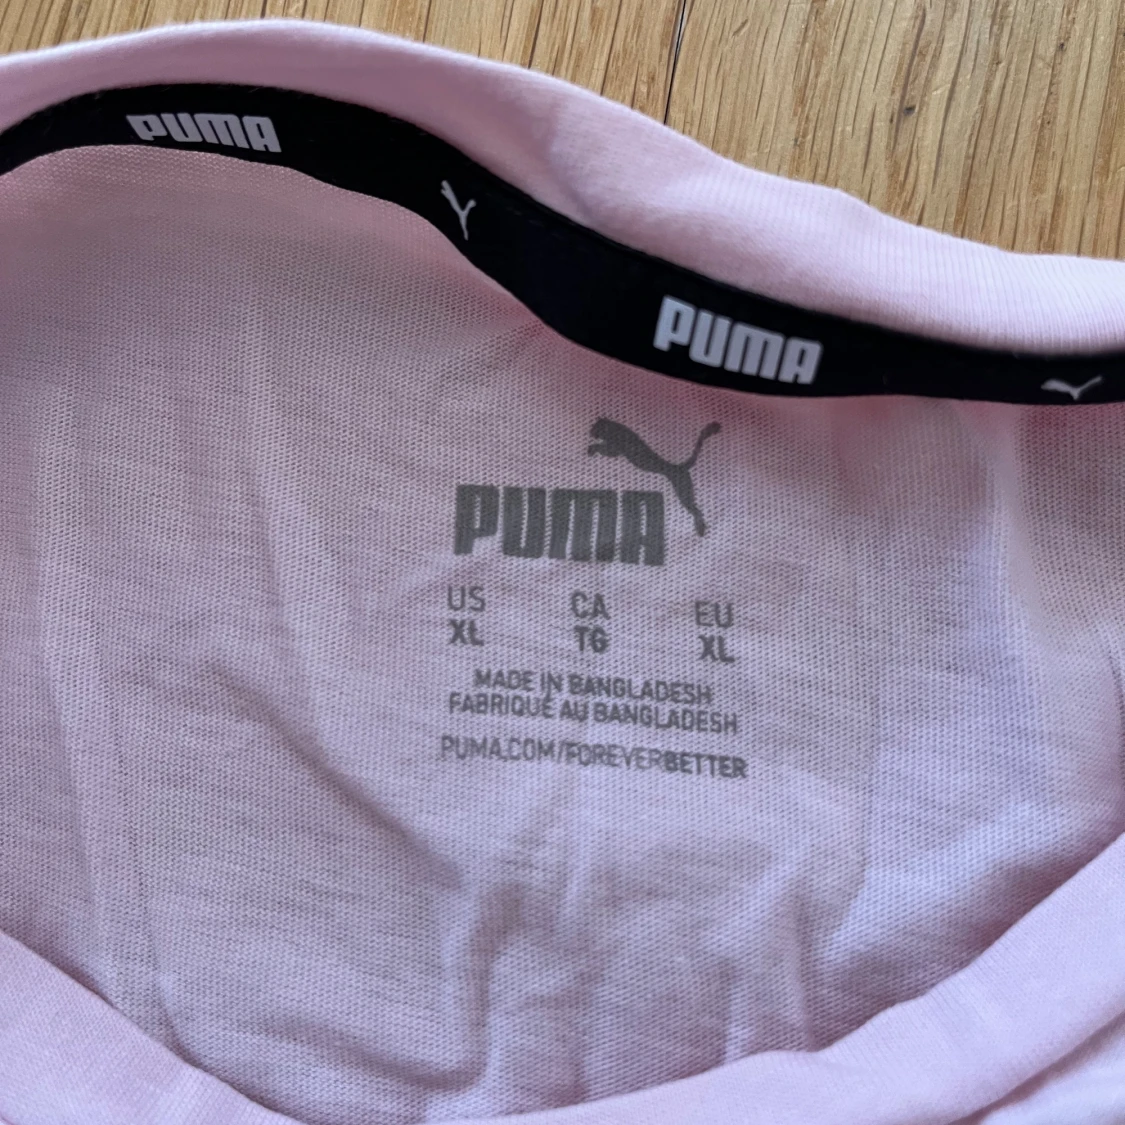 PUMA
PUMA
PUMA
US CA EU
XL TG XL
MADE IN BANGLADESH
FABRIQUÉ AU BANGLADESH
PUMA.COM/FOREVERBETTER